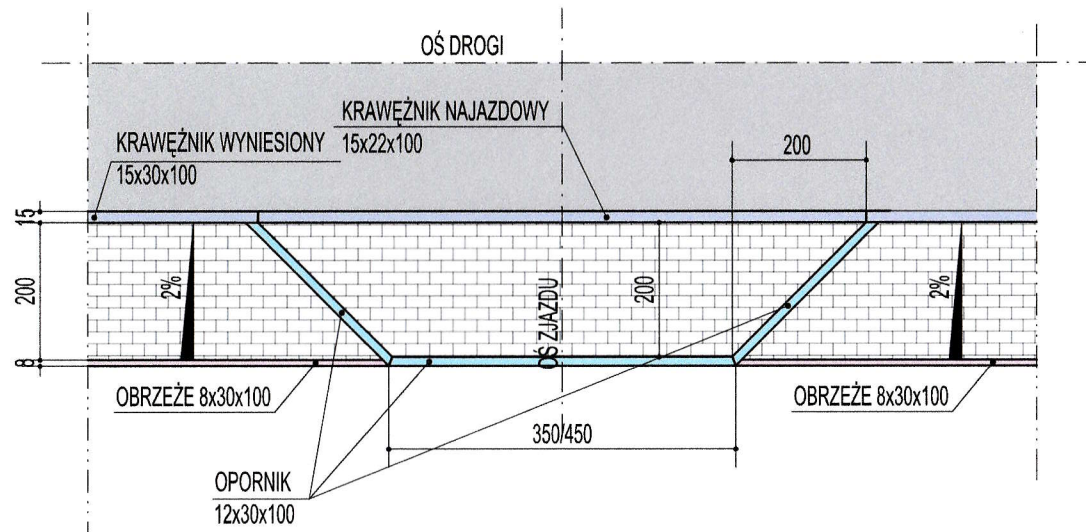 OŚ DROGI
KRAWĘŻNIK NAJAZDOWY
15x22x100
KRAWĘŻNIK WYNIESIONY
15x30x100
200
15
200
8
2%
OŚ ZJAZDU
200
2%
OBRZEŻE 8x30x100
OBRZEŻE 8x30x100
350/450
OPORNIK
12x30x100